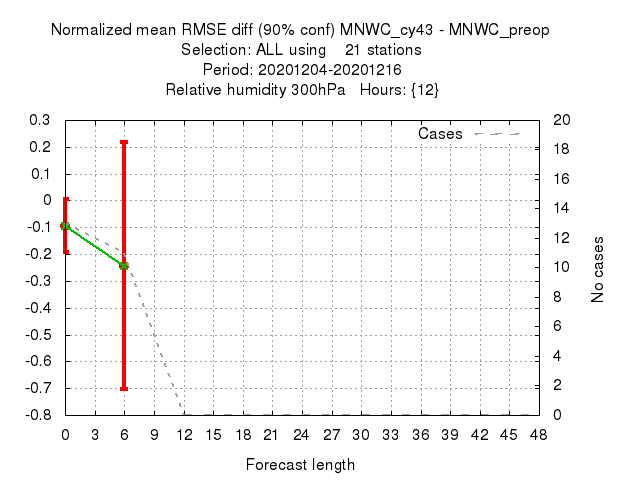 Normalized mean RMSE diff (90% conf) MNWC_cy43 - MNWC_preop
Selection: ALL using    21 stations
Period: 20201204-20201216
Relative humidity 300hPa   Hours: {12}
Cases
0.3
0.2
0.1
0
-0.1
-0.2
-0.3
-0.4
-0.5
-0.6
-0.7
-0.8
20
18
16
14
12
10
8
6
4
2
0
No cases
0 3 6 9 12 15 18 21 24 27 30 33 36 39 42 45 48
Forecast length